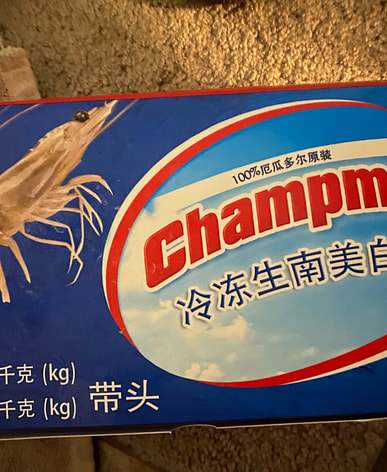 100%厄瓜多尔原装
Champm
冷冻生南美白
千克 (kg)
千克 (kg)
带头